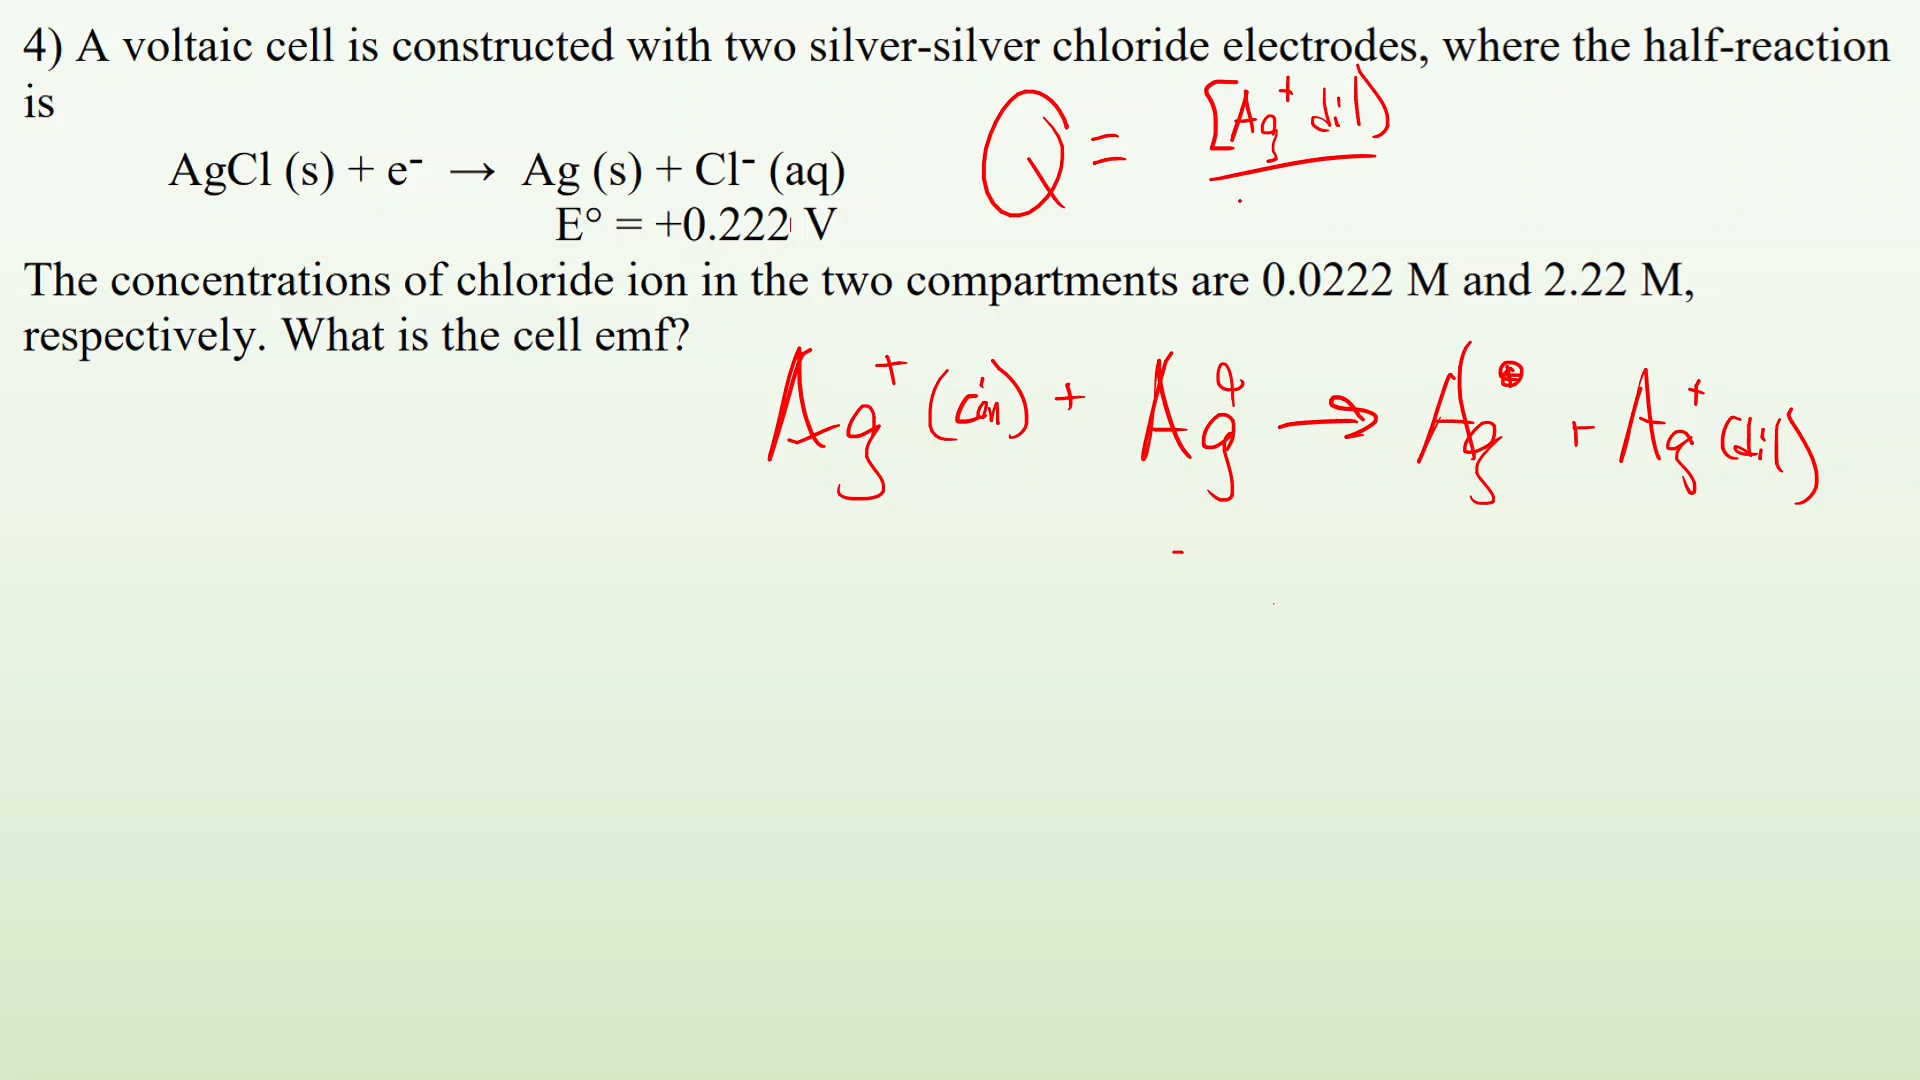 4) A voltaic cell is constructed with two silver-silver chloride electrodes, where the half-reaction
is
AgCl (s) + e⁻ → Ag (s) + Cl⁻ (aq)
E° = +0.222 V
Q = [Ag⁺ dil)
The concentrations of chloride ion in the two compartments are 0.0222 M and 2.22 M,
respectively. What is the cell emf?
Ag⁺ (con) + Ag → Ag + Ag⁺ (dil)